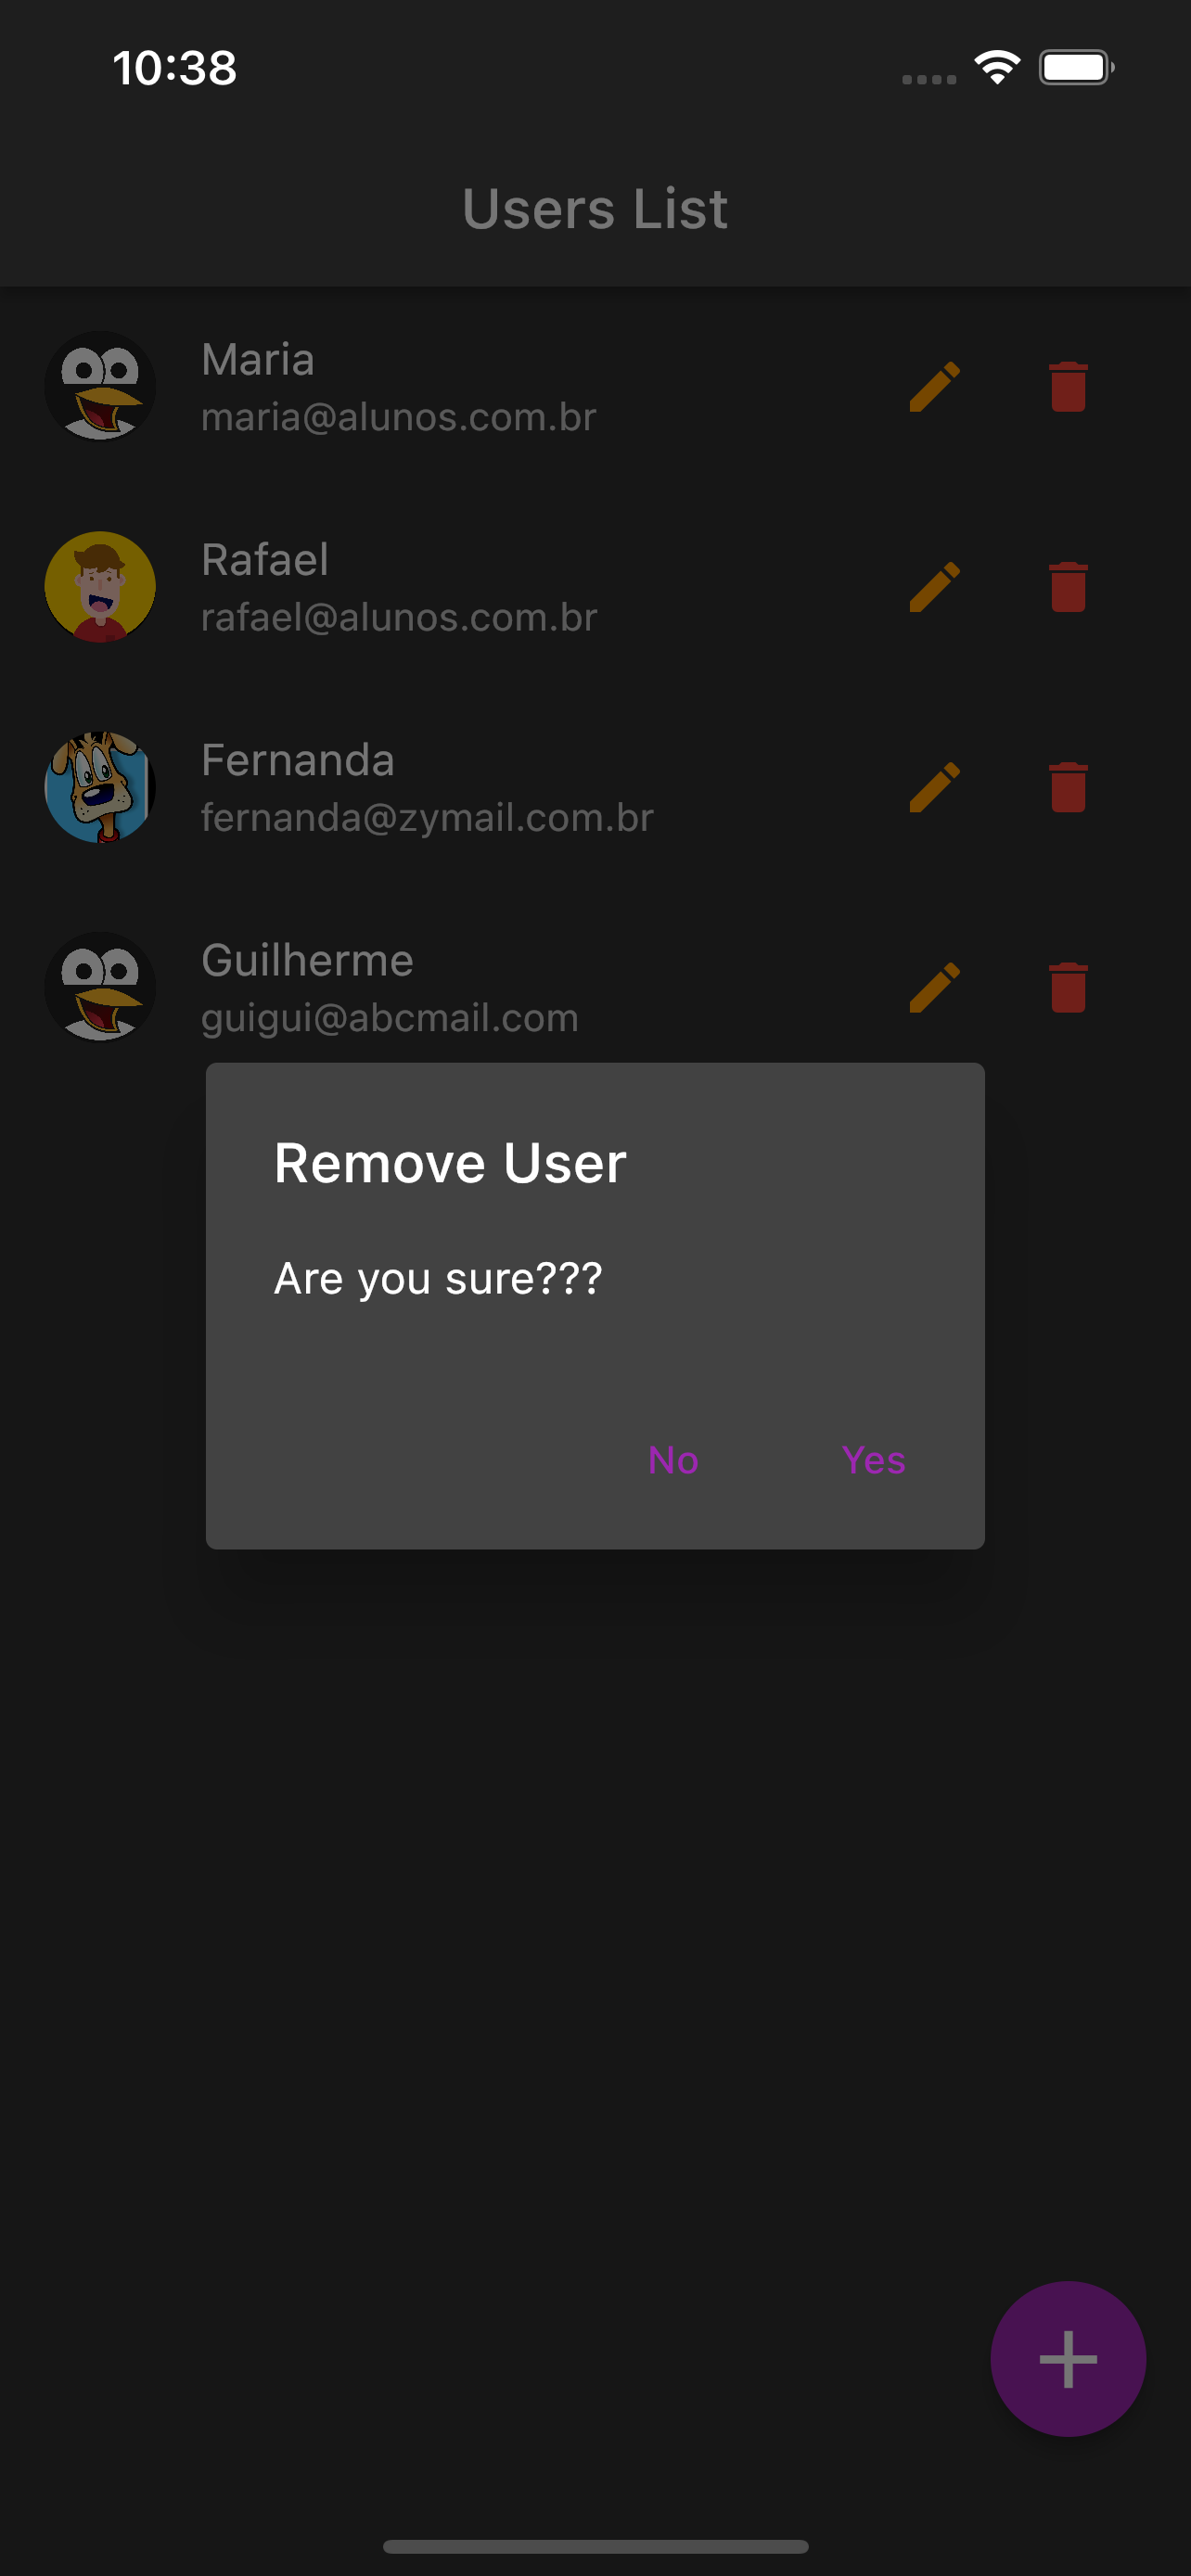 10:38
Users List
Maria
maria@alunos.com.br
Rafael
rafael@alunos.com.br
Fernanda
fernanda@zymail.com.br
Guilherme
guigui@abcmail.com
Remove User
Are you sure???
No Yes